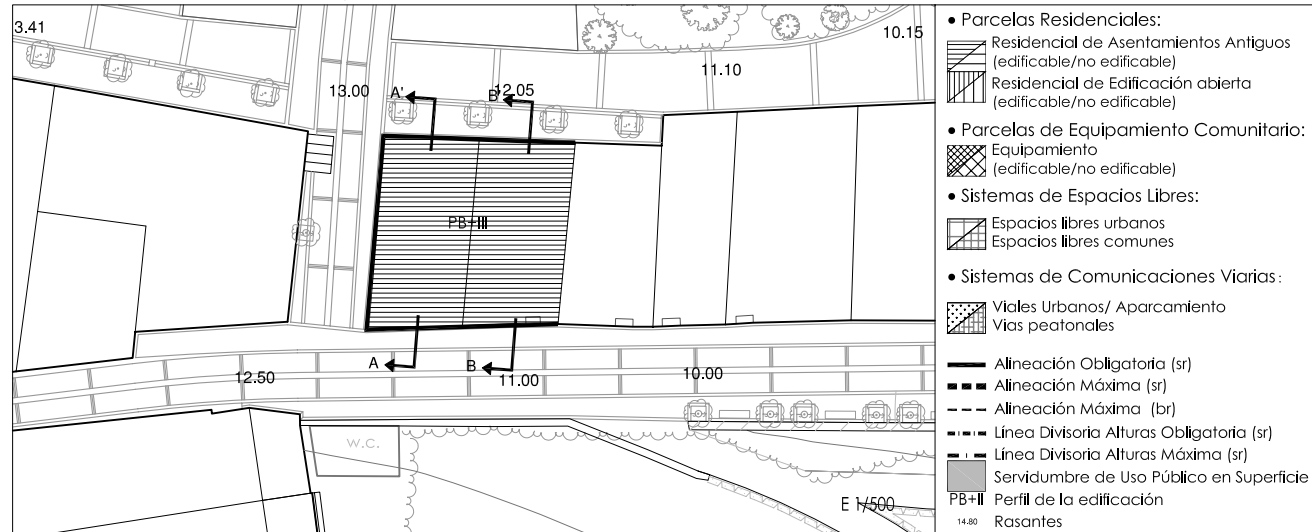 3.41
10.15
11.10
13.00
A'
B'
12.05
PB+III
A
B
12.50
11.00
10.00
W.C.
E 1/500
• Parcelas Residenciales:
Residencial de Asentamientos Antiguos
(edificable/no edificable)
Residencial de Edificación abierta
(edificable/no edificable)
• Parcelas de Equipamiento Comunitario:
Equipamiento
(edificable/no edificable)
• Sistemas de Espacios Libres:
Espacios libres urbanos
Espacios libres comunes
• Sistemas de Comunicaciones Viarias:
Viales Urbanos/ Aparcamiento
Vias peatonales
Alineación Obligatoria (sr)
Alineación Máxima (sr)
Alineación Máxima (br)
Línea Divisoria Alturas Obligatoria (sr)
Línea Divisoria Alturas Máxima (sr)
Servidumbre de Uso Público en Superficie
PB+II Perfil de la edificación
14.80 Rasantes